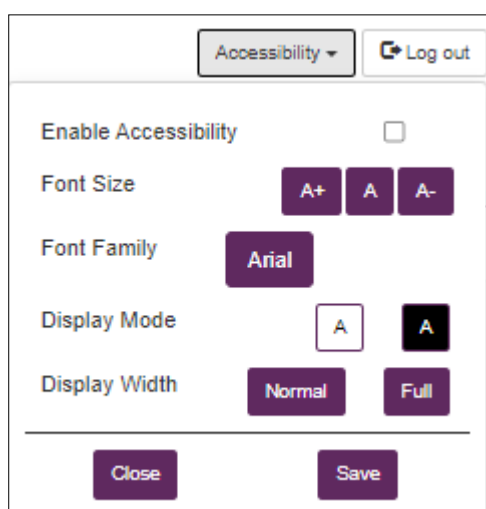 Accessibility Log out
Enable Accessibility
Font Size A+ A A-
Font Family Arial
Display Mode A A
Display Width Normal Full
Close Save